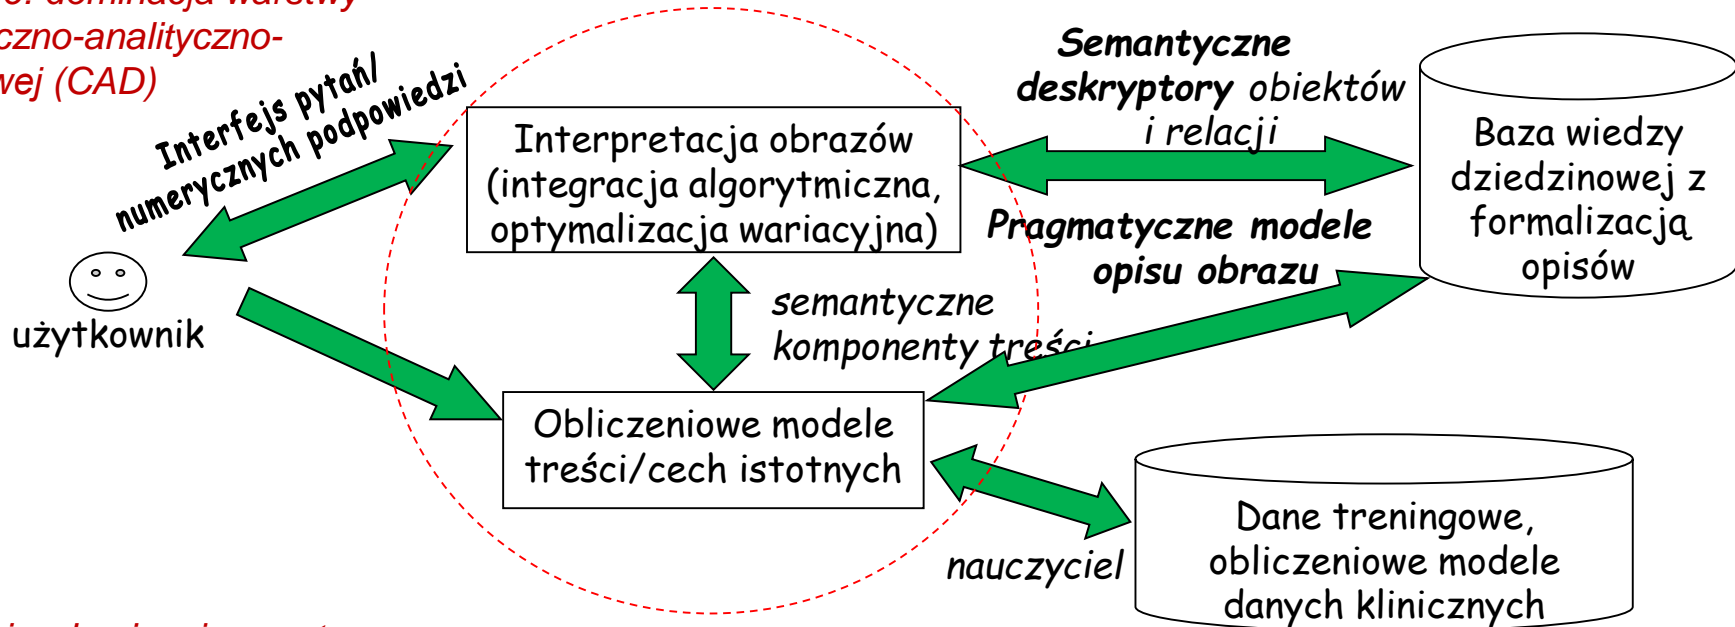 dominacja warstwy
wej (CAD)
Interfejs pytań/
numerycznych podpowiedzi
użytkownik
Interpretacja obrazów
(integracja algorytmiczna,
optymalizacja wariacyjna)
Semantyczne
deskryptory obiektów
i relacji
Baza wiedzy
dziedzinowej z
formalizacją
opisów
Pragmatyczne modele
opisu obrazu
semantyczne
komponenty treści
Obliczeniowe modele
treści/cech istotnych
nauczyciel
Dane treningowe,
obliczeniowe modele
danych klinicznych